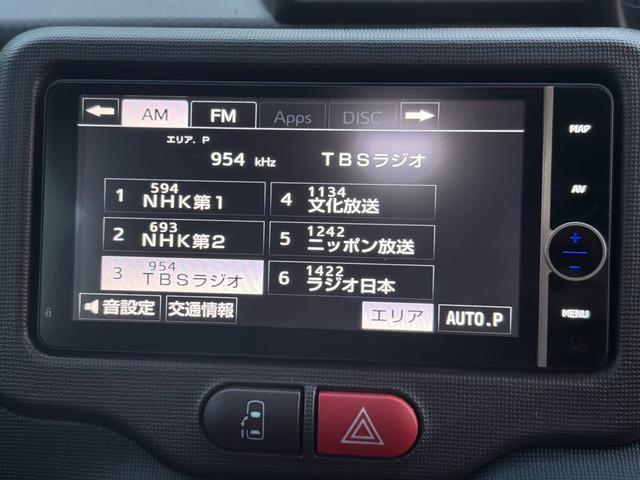 AM FM Apps DISC
エリア. P
954 kHz TBSラジオ
1 594 NHK第1
2 693 NHK第2
3 954 TBSラジオ
4 1134 文化放送
5 1242 ニッポン放送
6 1422 ラジオ日本
音設定 交通情報 エリア AUTO.P
MAP
AV
+
−
MENU